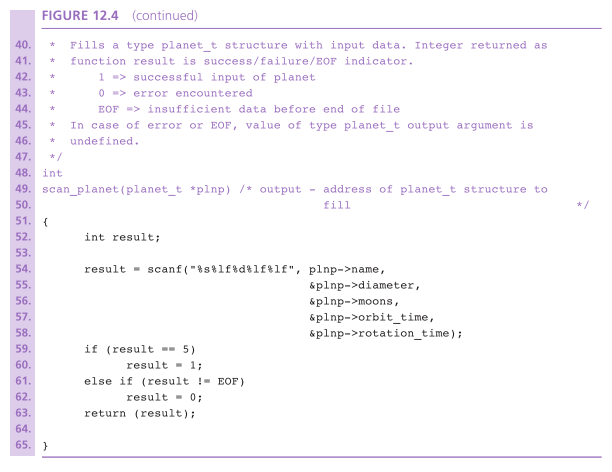 FIGURE 12.4 (continued)
40. * Fills a type planet_t structure with input data. Integer returned as
41. * function result is success/failure/EOF indicator.
42. * 1 => successful input of planet
43. * 0 => error encountered
44. * EOF => insufficient data before end of file
45. * In case of error or EOF, value of type planet_t output argument is
46. * undefined.
47. */
48. int
49. scan_planet(planet_t *plnp) /* output - address of planet_t structure to
50. fill */
51. {
52. int result;
53.
54. result = scanf("%s%lf%d%lf%lf", plnp->name,
55. &plnp->diameter,
56. &plnp->moons,
57. &plnp->orbit_time,
58. &plnp->rotation_time);
59. if (result == 5)
60. result = 1;
61. else if (result != EOF)
62. result = 0;
63. return (result);
64.
65. }